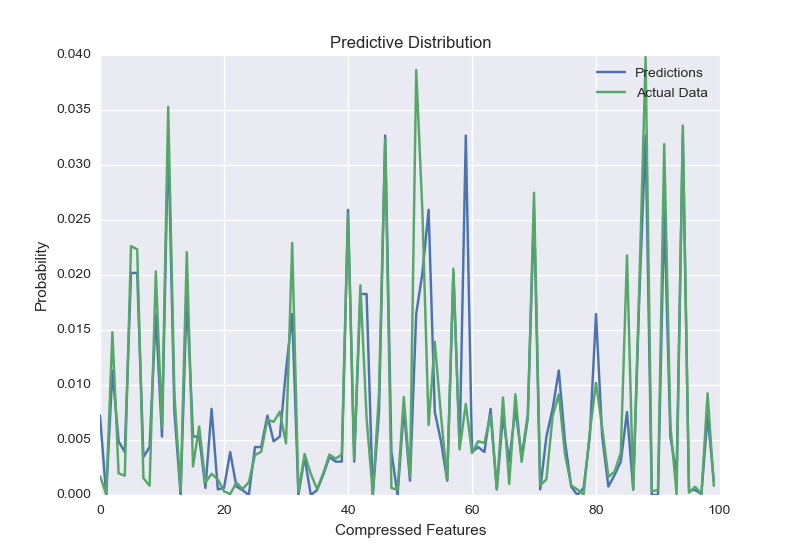 Predictive Distribution
0.040
0.035
0.030
0.025
0.020
0.015
0.010
0.005
0.000
Probability
Predictions
Actual Data
0 20 40 60 80 100
Compressed Features